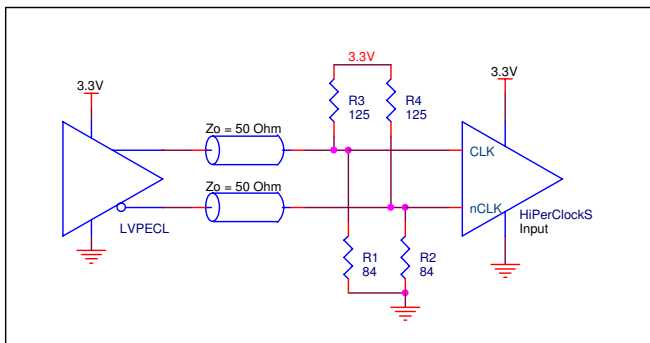 3.3V
3.3V
3.3V
R3
125
R4
125
Zo = 50 Ohm
CLK
Zo = 50 Ohm
nCLK
LVPECL
HiPerClockS
Input
R1
84
R2
84